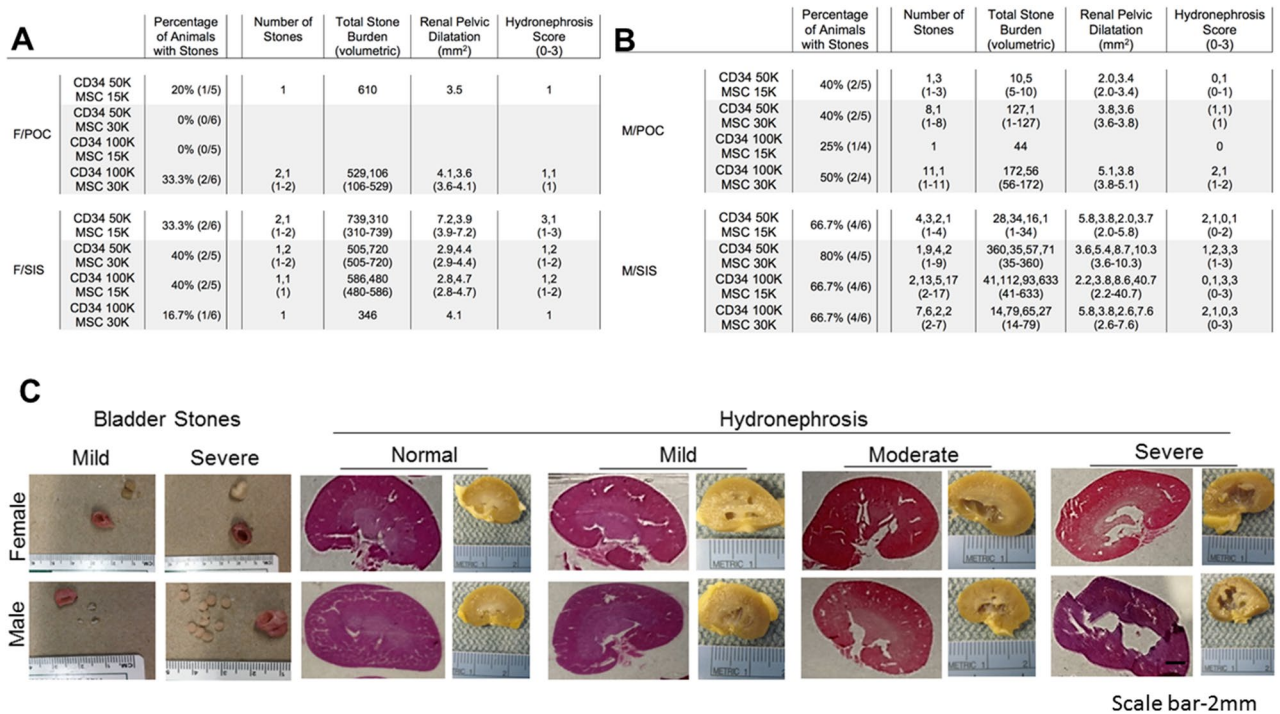 A
Percentage of Animals with Stones | Number of Stones | Total Stone Burden (volumetric) | Renal Pelvic Dilatation (mm²) | Hydronephrosis Score (0-3)
F/POC
CD34 50K MSC 15K | 20% (1/5) | 1 | 610 | 3.5 | 1
CD34 50K MSC 30K | 0% (0/6)
CD34 100K MSC 15K | 0% (0/5)
CD34 100K MSC 30K | 33.3% (2/6) | 2,1 (1-2) | 529,106 (106-529) | 4.1,3.6 (3.6-4.1) | 1,1 (1)
F/SIS
CD34 50K MSC 15K | 33.3% (2/6) | 2,1 (1-2) | 739,310 (310-739) | 7.2,3.9 (3.9-7.2) | 3,1 (1-3)
CD34 50K MSC 30K | 40% (2/5) | 1,2 (1-2) | 505,720 (505-720) | 2.9,4.4 (2.9-4.4) | 1,2 (1-2)
CD34 100K MSC 15K | 40% (2/5) | 1,1 (1) | 586,480 (480-586) | 2.8,4.7 (2.8-4.7) | 1,2 (1-2)
CD34 100K MSC 30K | 16.7% (1/6) | 1 | 346 | 4.1 | 1
B
Percentage of Animals with Stones | Number of Stones | Total Stone Burden (volumetric) | Renal Pelvic Dilatation (mm²) | Hydronephrosis Score (0-3)
M/POC
CD34 50K MSC 15K | 40% (2/5) | 1,3 (1-3) | 10,5 (5-10) | 2.0,3.4 (2.0-3.4) | 0,1 (0-1)
CD34 50K MSC 30K | 40% (2/5) | 8,1 (1-8) | 127,1 (1-127) | 3.8,3.6 (3.6-3.8) | (1,1) (1)
CD34 100K MSC 15K | 25% (1/4) | 1 | 44 | 0
CD34 100K MSC 30K | 50% (2/4) | 11,1 (1-11) | 172,56 (56-172) | 5.1,3.8 (3.8-5.1) | 2,1 (1-2)
M/SIS
CD34 50K MSC 15K | 66.7% (4/6) | 4,3,2,1 (1-4) | 28,34,16,1 (1-34) | 5.8,3.8,2.0,3.7 (2.0-5.8) | 2,1,0,1 (0-2)
CD34 50K MSC 30K | 80% (4/5) | 1,9,4,2 (1-9) | 360,35,57,71 (35-360) | 3.6,5.4,8.7,10.3 (3.6-10.3) | 1,2,3,3 (1-3)
CD34 100K MSC 15K | 66.7% (4/6) | 2,13,5,17 (2-17) | 41,112,93,633 (41-633) | 2.2,3.8,8.6,40.7 (2.2-40.7) | 0,1,3,3 (0-3)
CD34 100K MSC 30K | 66.7% (4/6) | 7,6,2,2 (2-7) | 14,79,65,27 (14-79) | 5.8,3.8,2.6,7.6 (2.6-7.6) | 2,1,0,3 (0-3)
C
Bladder Stones
Hydronephrosis
Mild Severe Normal Mild Moderate Severe
Female
METRIC 1 2
METRIC 1
METRIC 1
Male
METRIC 1 2
METRIC 1
METRIC 1 2
Scale bar-2mm